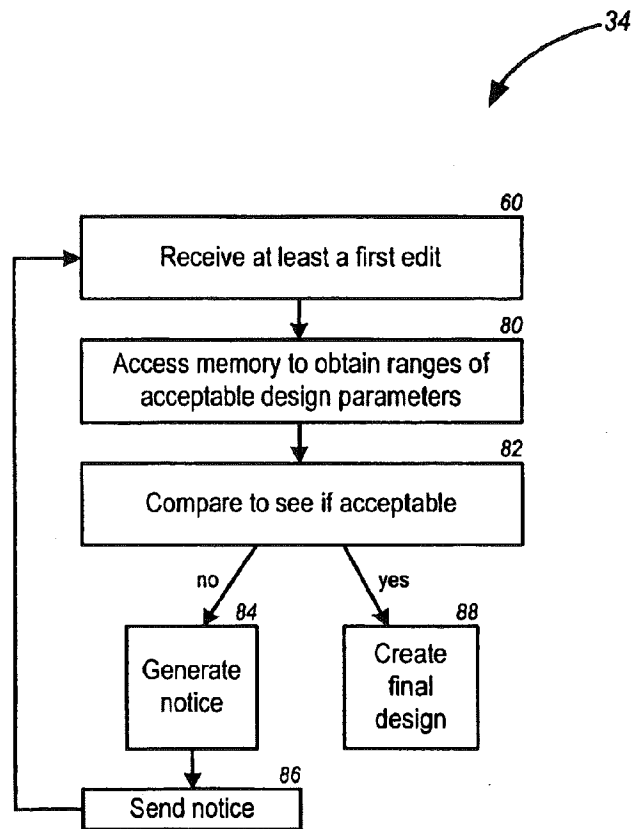 34
60
Receive at least a first edit
80
Access memory to obtain ranges of
acceptable design parameters
82
Compare to see if acceptable
no
yes
84
Generate
notice
88
Create
final
design
86
Send notice